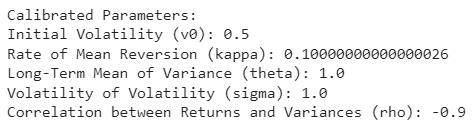 Calibrated Parameters:
Initial Volatility (v0): 0.5
Rate of Mean Reversion (kappa): 0.10000000000000026
Long-Term Mean of Variance (theta): 1.0
Volatility of Volatility (sigma): 1.0
Correlation between Returns and Variances (rho): -0.9